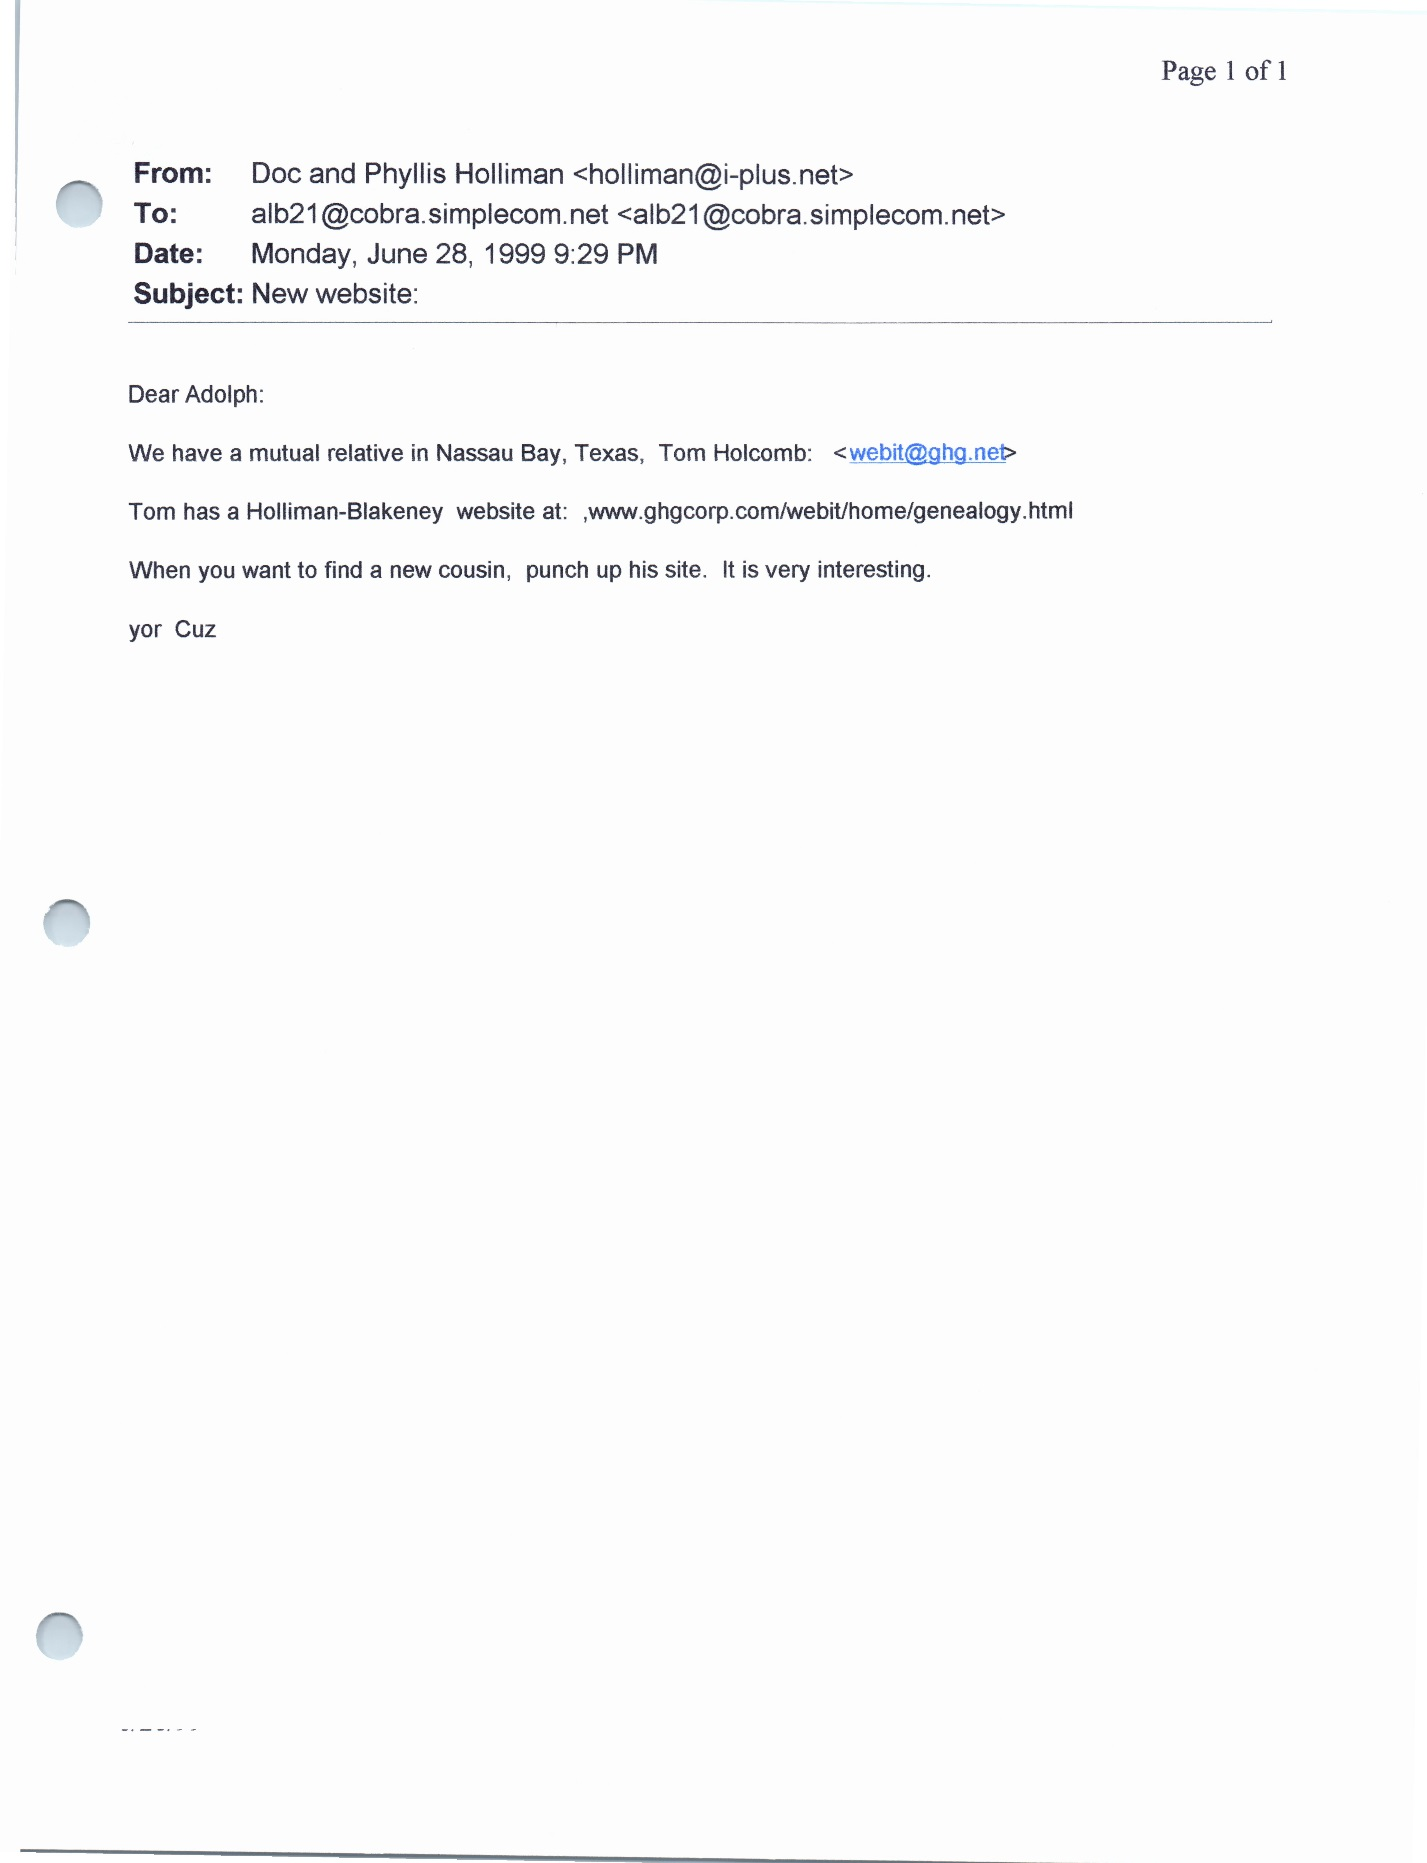 Page 1 of 1
From: Doc and Phyllis Holliman <holliman@i-plus.net>
To: alb21@cobra.simplecom.net <alb21@cobra.simplecom.net>
Date: Monday, June 28, 1999 9:29 PM
Subject: New website:
Dear Adolph:
We have a mutual relative in Nassau Bay, Texas, Tom Holcomb: <webit@ghg.net>
Tom has a Holliman-Blakeney website at: ,www.ghgcorp.com/webit/home/genealogy.html
When you want to find a new cousin, punch up his site. It is very interesting.
yor Cuz